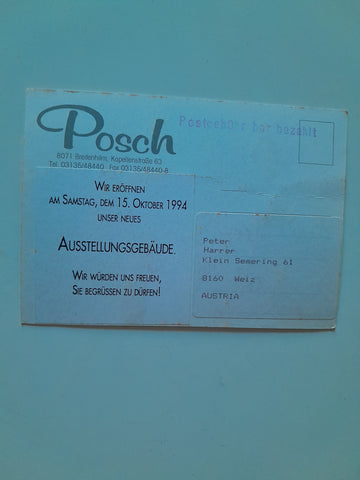 Posch
8071 Breitenhilm, Kapellenstraße 63
Tel. 03135/48440 Fax 03135/48440-8
Postgebühr bar bezahlt
WIR ERÖFFNEN
AM SAMSTAG, DEM 15. OKTOBER 1994
UNSER NEUES
AUSSTELLUNGSGEBÄUDE.
WIR WÜRDEN UNS FREUEN,
SIE BEGRÜSSEN ZU DÜRFEN!
Peter
Harrer
Klein Semering 61
8160 Weiz
AUSTRIA